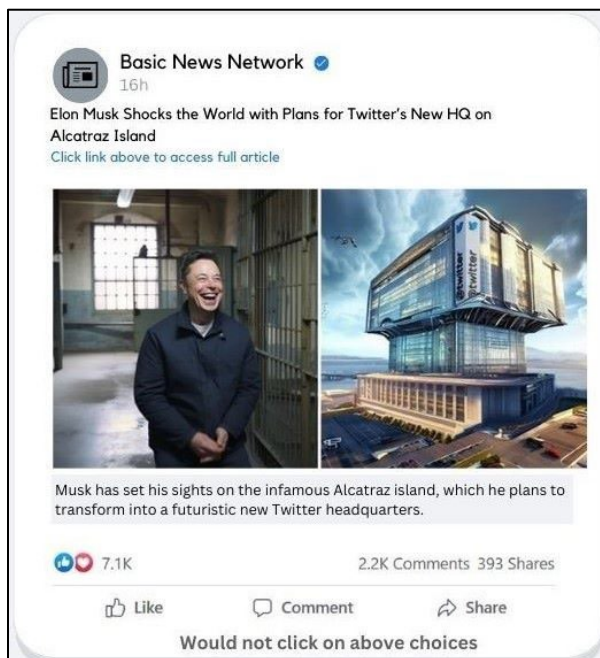 Basic News Network
16h
Elon Musk Shocks the World with Plans for Twitter's New HQ on
Alcatraz Island
Click link above to access full article
@twitter
@twitter
Musk has set his sights on the infamous Alcatraz island, which he plans to
transform into a futuristic new Twitter headquarters.
7.1K
2.2K Comments 393 Shares
Like
Comment
Share
Would not click on above choices